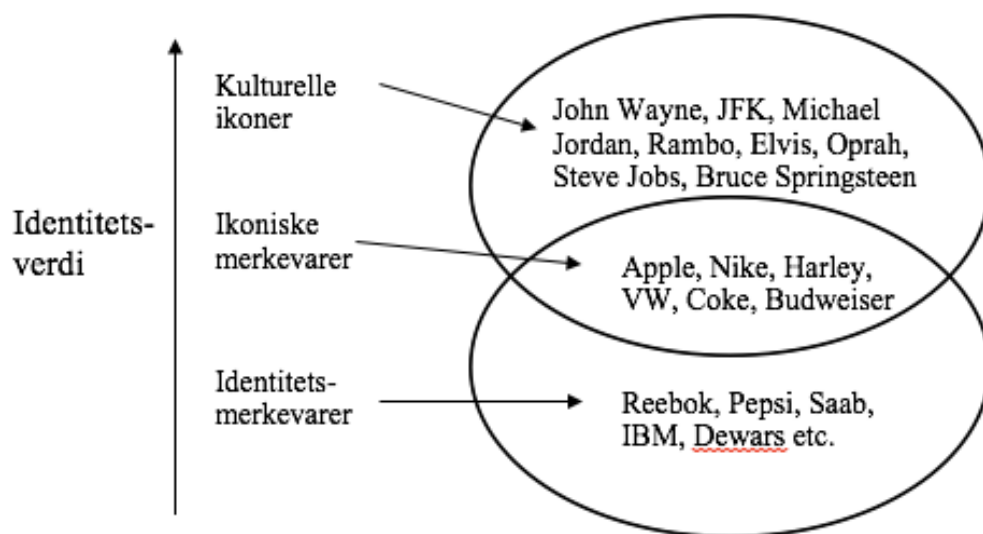 Identitets-
verdi
Kulturelle
ikoner
John Wayne, JFK, Michael
Jordan, Rambo, Elvis, Oprah,
Steve Jobs, Bruce Springsteen
Ikoniske
merkevarer
Apple, Nike, Harley,
VW, Coke, Budweiser
Identitets-
merkevarer
Reebok, Pepsi, Saab,
IBM, Dewars etc.